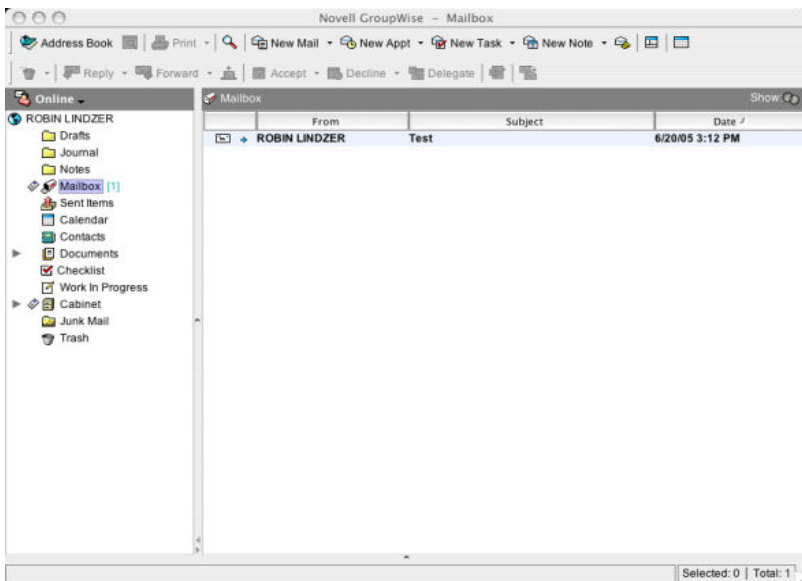 Novell GroupWise – Mailbox
Address Book Print New Mail New Appt New Task New Note
Reply Forward Accept Decline Delegate
Online
Mailbox Show:
ROBIN LINDZER
From Subject Date
ROBIN LINDZER Test 6/20/05 3:12 PM
Drafts
Journal
Notes
Mailbox [1]
Sent Items
Calendar
Contacts
Documents
Checklist
Work In Progress
Cabinet
Junk Mail
Trash
Selected: 0 | Total: 1